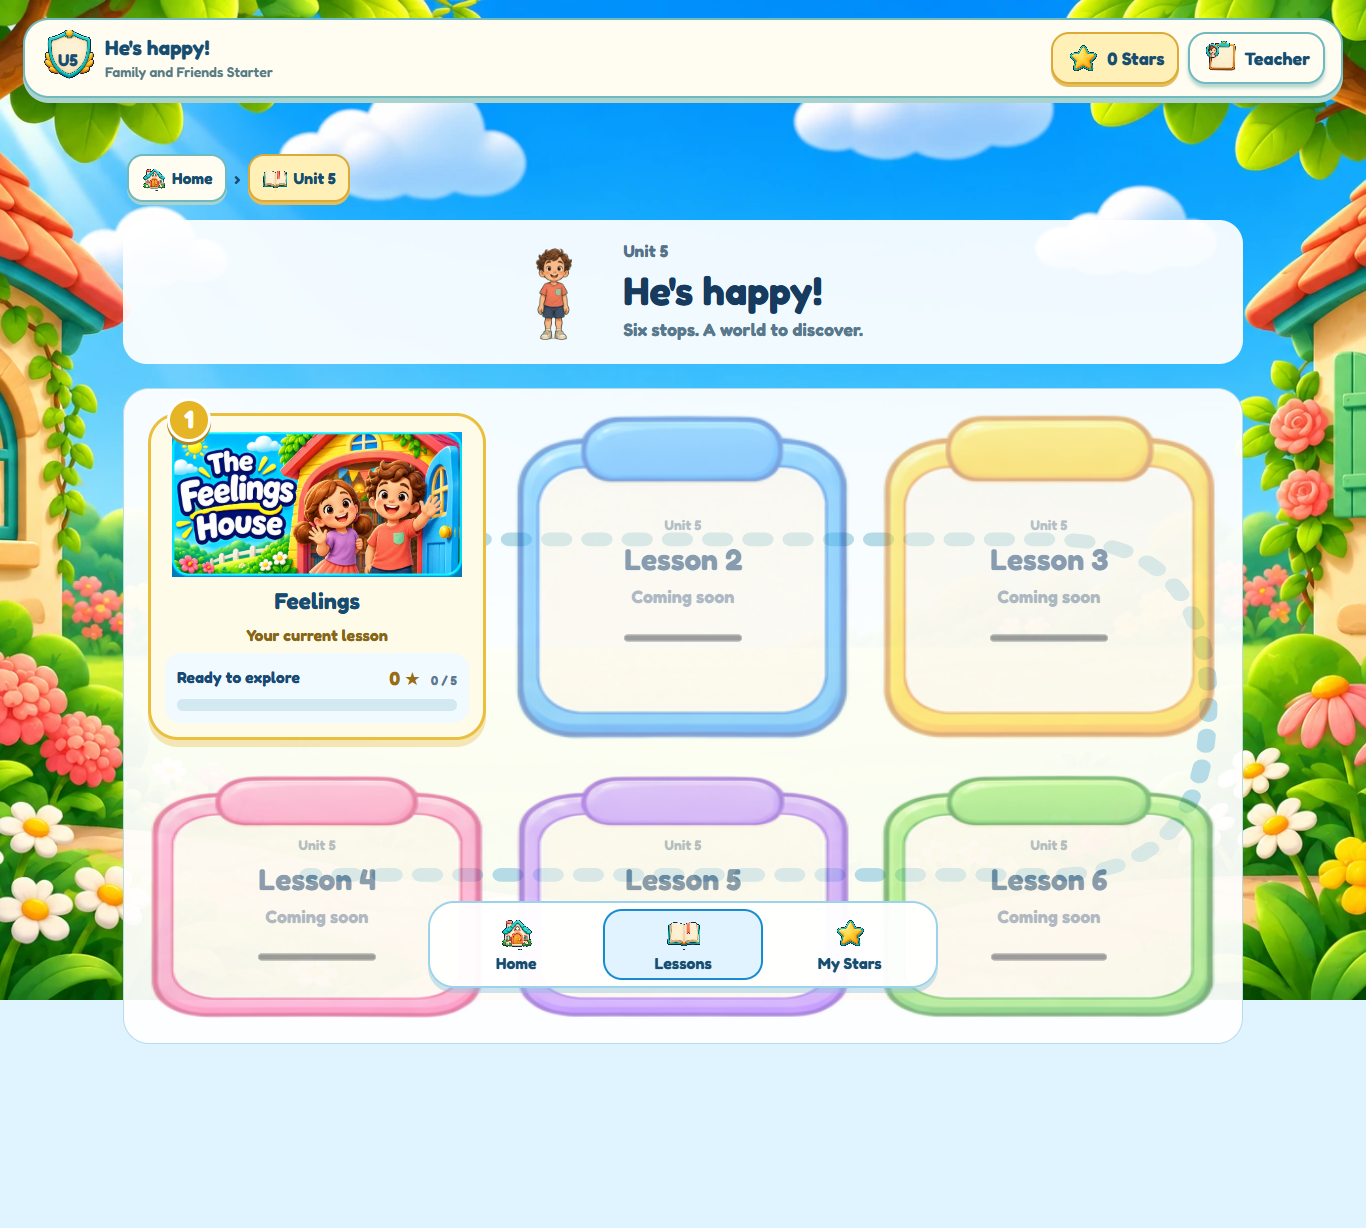 U5
He's happy!
Family and Friends Starter
0 Stars
Teacher
Home
›
Unit 5
Unit 5
He's happy!
Six stops. A world to discover.
1
The
Feelings
House
Feelings
Your current lesson
Ready to explore
0 ★ 0 / 5
Unit 5
Lesson 2
Coming soon
Unit 5
Lesson 3
Coming soon
Unit 5
Lesson 4
Coming soon
Unit 5
Lesson 5
Unit 5
Lesson 6
Coming soon
Home
Lessons
My Stars